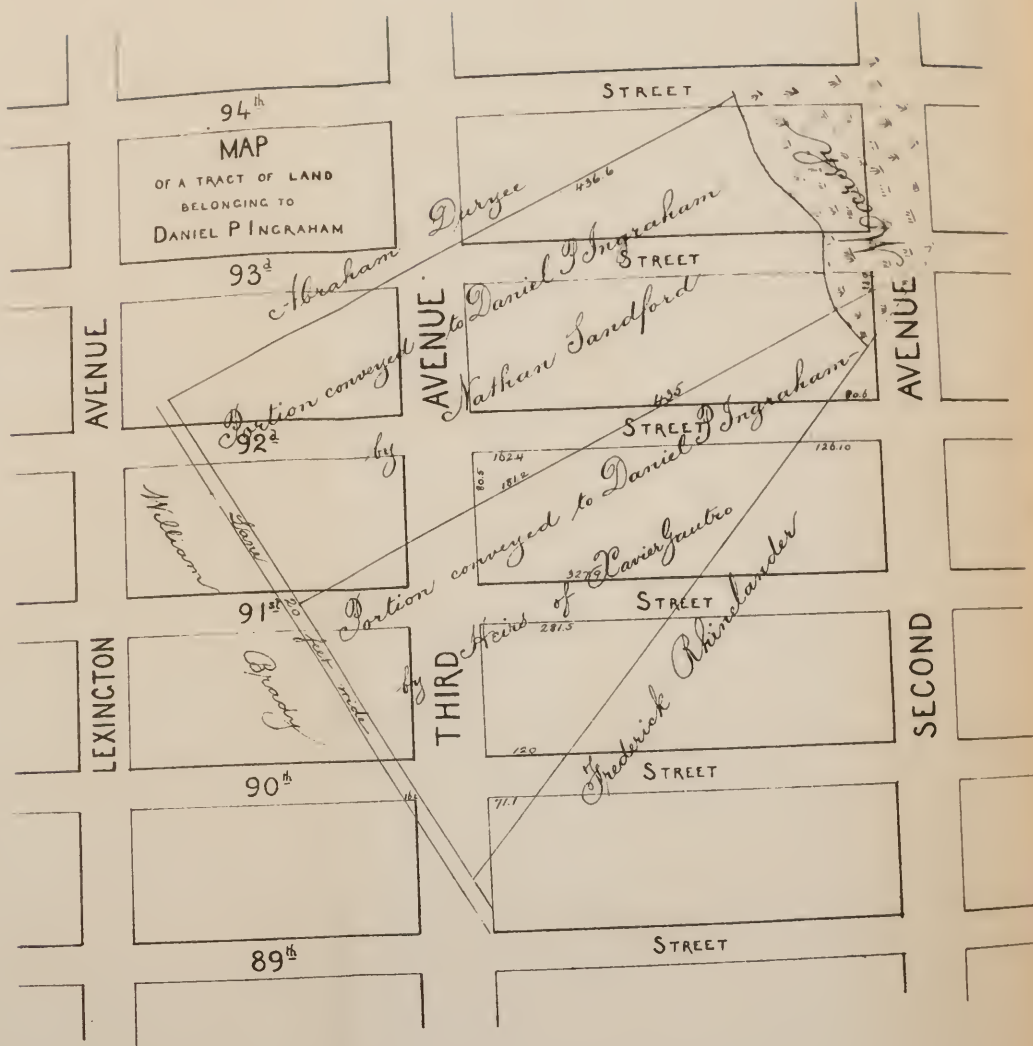 94th STREET
MAP
OF A TRACT OF LAND
BELONGING TO
DANIEL P INGRAHAM
Abraham Duryee
436.6
Marsh
93d STREET
Portion conveyed to Daniel P Ingraham
by Nathan Sandford
AVENUE
AVENUE
AVENUE
435
80.6
92d STREET
162.4
126.10
80.5
181.2
Portion conveyed to Daniel P Ingraham
by Heirs of Xavier Gautro
327.9
William
Brady
Lane 20 feet wide
91st STREET
281.5
Frederick Rhinelander
LEXINGTON
THIRD
SECOND
120
90th STREET
16
71.1
89th STREET